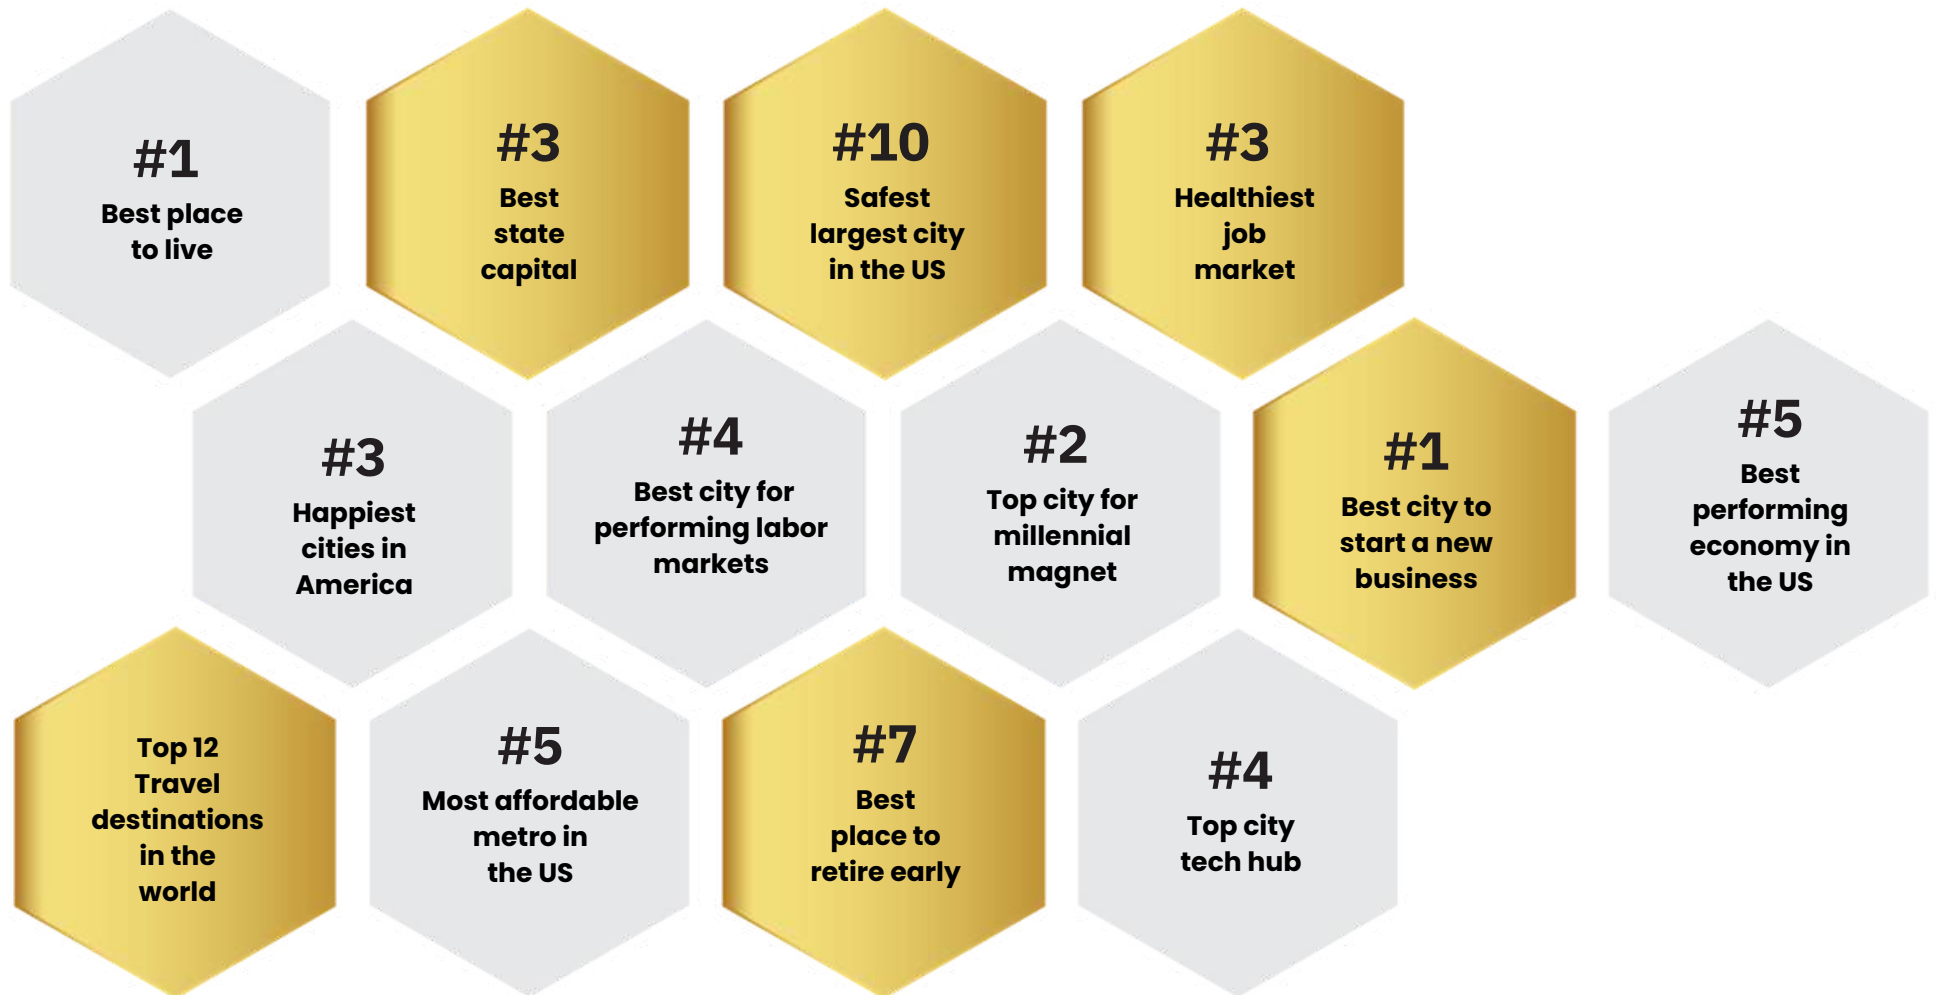 #1
Best place
to live
#3
Best
state
capital
#10
Safest
largest city
in the US
#3
Healthiest
job
market
#3
Happiest
cities in
America
#4
Best city for
performing labor
markets
#2
Top city for
millennial
magnet
#1
Best city to
start a new
business
#5
Best
performing
economy in
the US
Top 12
Travel
destinations
in the
world
#5
Most affordable
metro in
the US
#7
Best
place to
retire early
#4
Top city
tech hub